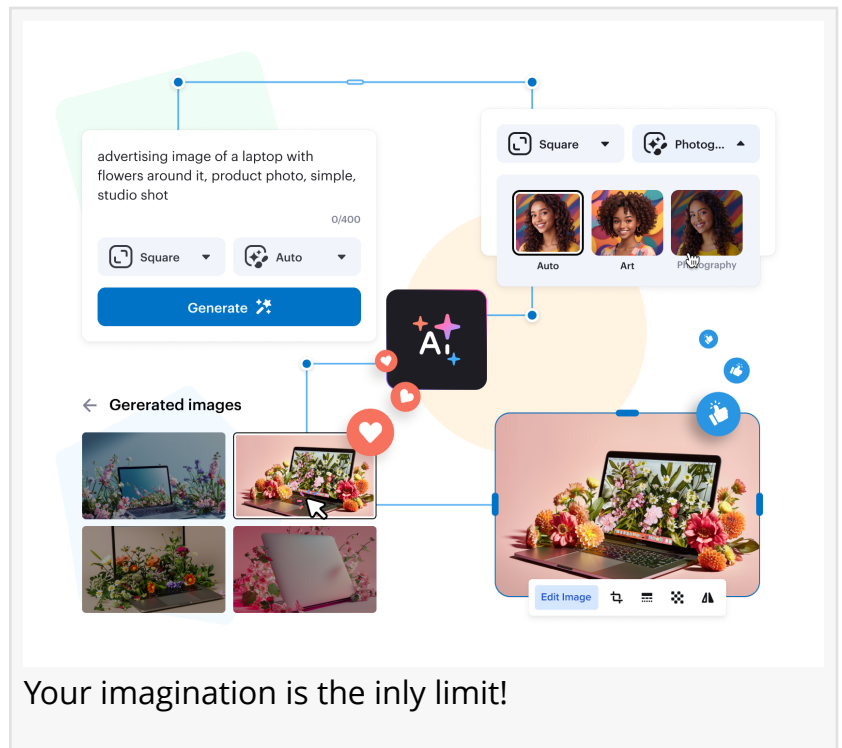 advertising image of a laptop with
flowers around it, product photo, simple,
studio shot
0/400
Square
Auto
Generate
Square
Photog...
Auto
Art
Photography
Ai
Gererated images
Edit Image
Your imagination is the inly limit!